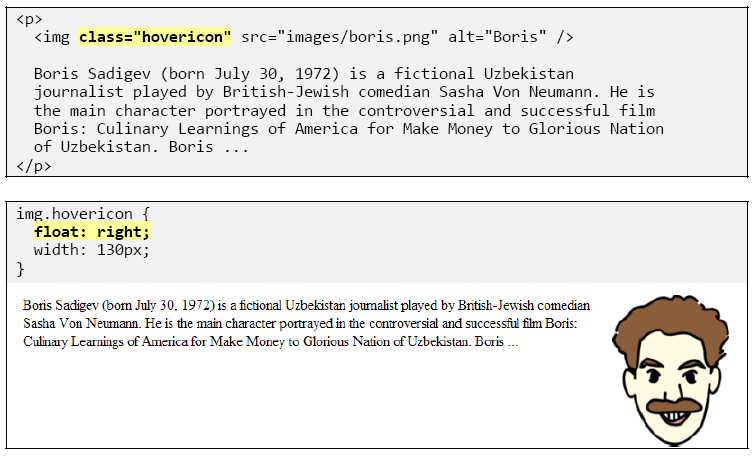 <p>
<img class="hovericon" src="images/boris.png" alt="Boris" />
Boris Sadigev (born July 30, 1972) is a fictional Uzbekistan
journalist played by British-Jewish comedian Sasha Von Neumann. He is
the main character portrayed in the controversial and successful film
Boris: Culinary Learnings of America for Make Money to Glorious Nation
of Uzbekistan. Boris ...
</p>
img.hovericon {
float: right;
width: 130px;
}
Boris Sadigev (born July 30, 1972) is a fictional Uzbekistan journalist played by British-Jewish comedian
Sasha Von Neumann. He is the main character portrayed in the controversial and successful film Boris:
Culinary Learnings of America for Make Money to Glorious Nation of Uzbekistan. Boris ...